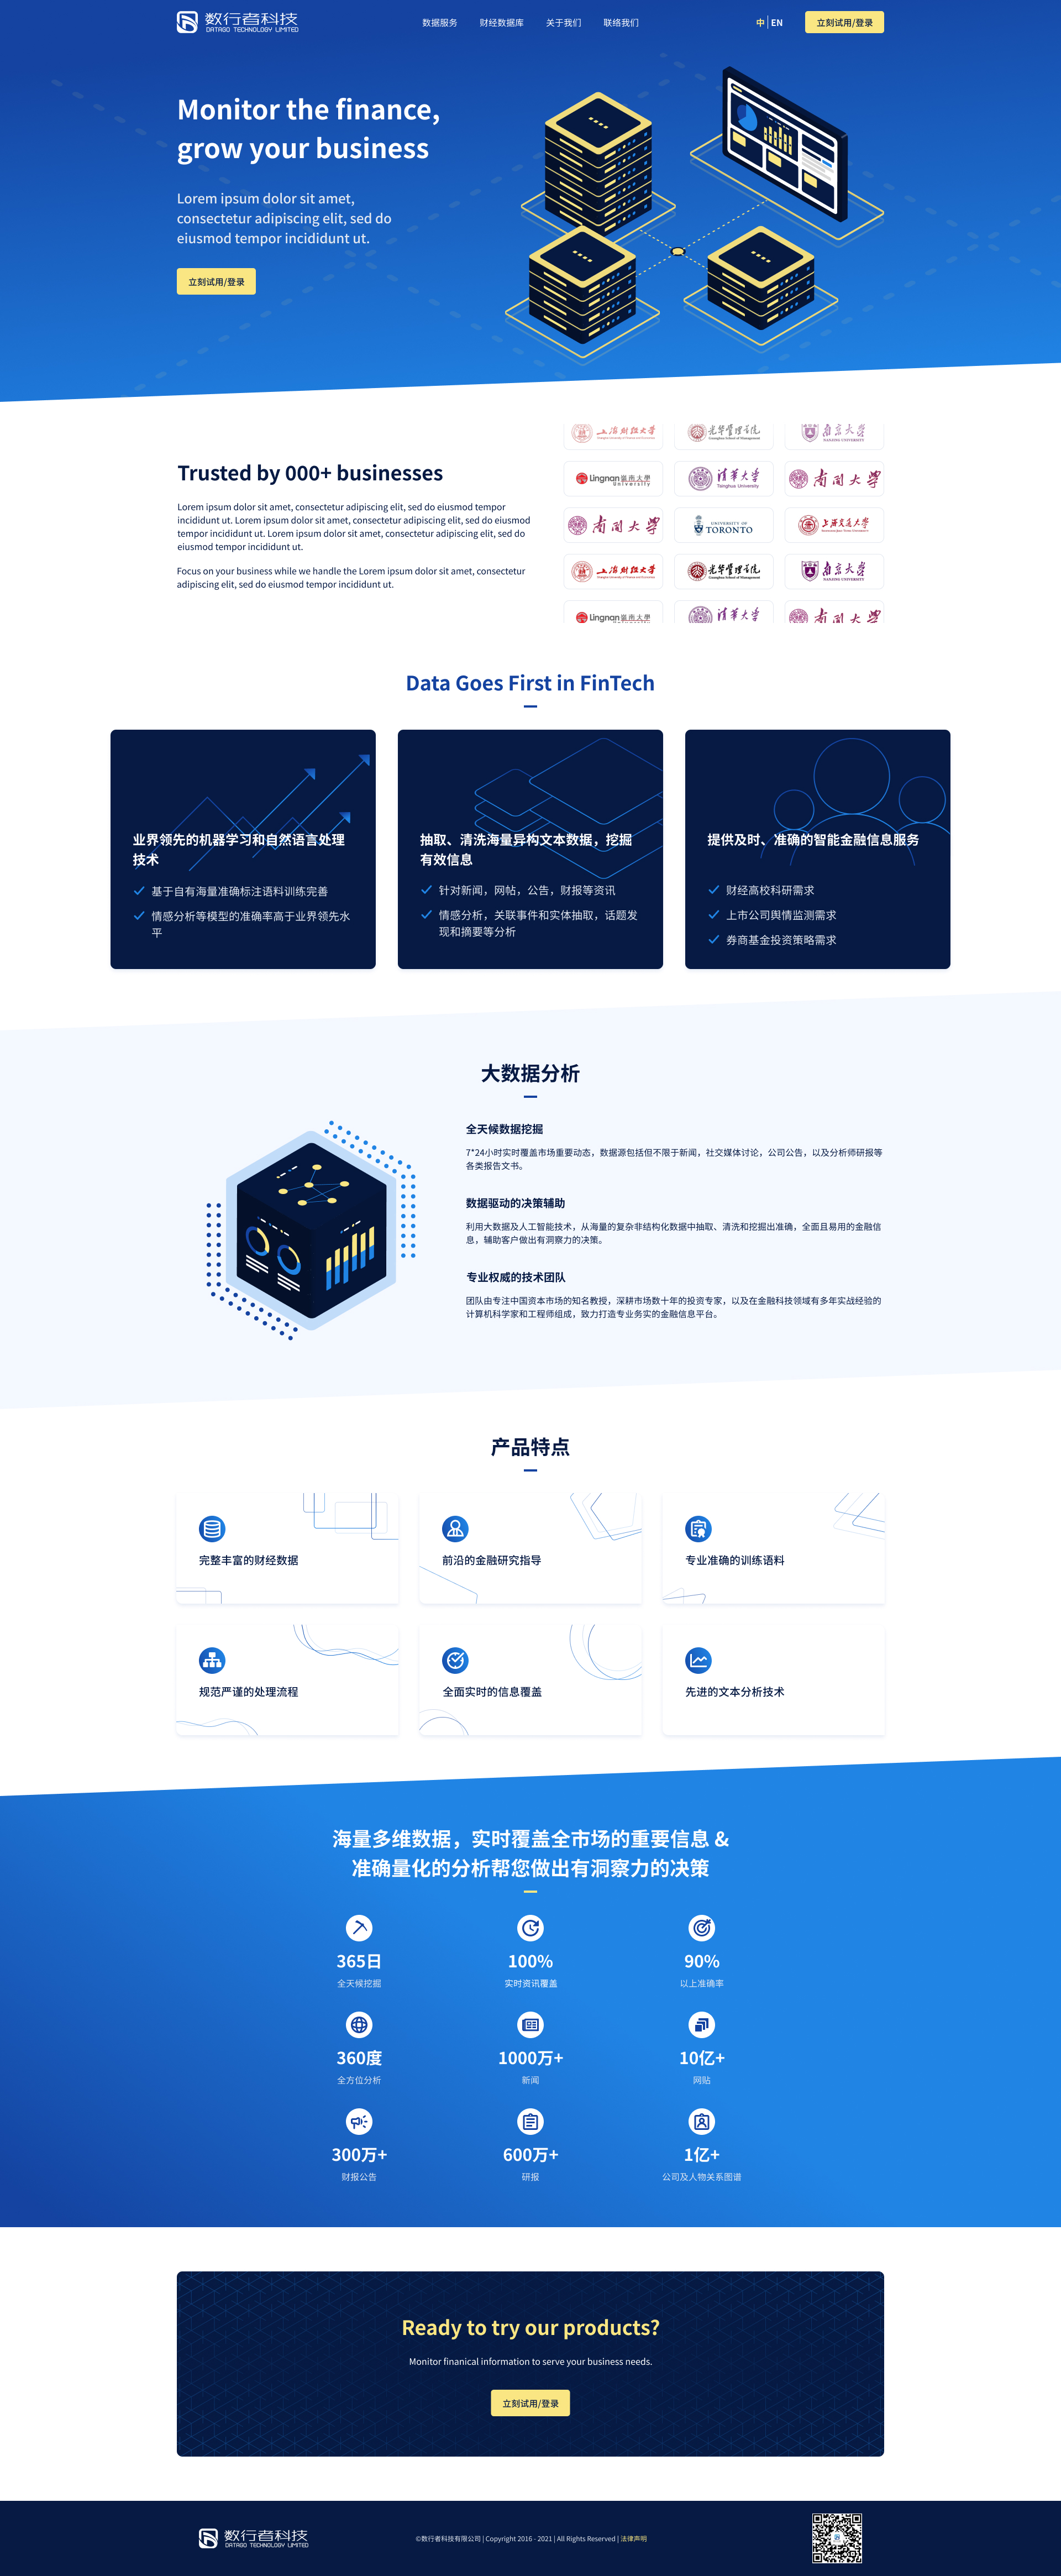 数行者科技
DATAGO TECHNOLOGY LIMITED
数据服务
财经数据库
关于我们
联络我们
中 | EN
立刻试用/登录
Monitor the finance,
grow your business
Lorem ipsum dolor sit amet,
consectetur adipiscing elit, sed do
eiusmod tempor incididunt ut.
立刻试用/登录
Trusted by 000+ businesses
Lorem ipsum dolor sit amet, consectetur adipiscing elit, sed do eiusmod tempor
incididunt ut. Lorem ipsum dolor sit amet, consectetur adipiscing elit, sed do eiusmod
tempor incididunt ut. Lorem ipsum dolor sit amet, consectetur adipiscing elit, sed do
eiusmod tempor incididunt ut.
Focus on your business while we handle the Lorem ipsum dolor sit amet, consectetur
adipiscing elit, sed do eiusmod tempor incididunt ut.
上海财经大学
光华管理学院
Guanghua School of Management
南京大学
NANJING UNIVERSITY
Lingnan 嶺南大學
University
清华大学
Tsinghua University
南开大学
南开大学
UNIVERSITY OF
TORONTO
上海交通大学
上海财经大学
光华管理学院
Guanghua School of Management
南京大学
NANJING UNIVERSITY
Lingnan 嶺南大學
清华大学
南开大学
Data Goes First in FinTech
业界领先的机器学习和自然语言处理
技术
基于自有海量准确标注语料训练完善
情感分析等模型的准确率高于业界领先水
平
抽取、清洗海量异构文本数据，挖掘
有效信息
针对新闻，网帖，公告，财报等资讯
情感分析，关联事件和实体抽取，话题发
现和摘要等分析
提供及时、准确的智能金融信息服务
财经高校科研需求
上市公司舆情监测需求
券商基金投资策略需求
大数据分析
全天候数据挖掘
7*24小时实时覆盖市场重要动态，数据源包括但不限于新闻，社交媒体讨论，公司公告，以及分析师研报等
各类报告文书。
数据驱动的决策辅助
利用大数据及人工智能技术，从海量的复杂非结构化数据中抽取、清洗和挖掘出准确，全面且易用的金融信
息，辅助客户做出有洞察力的决策。
专业权威的技术团队
团队由专注中国资本市场的知名教授，深耕市场数十年的投资专家，以及在金融科技领域有多年实战经验的
计算机科学家和工程师组成，致力打造专业务实的金融信息平台。
产品特点
完整丰富的财经数据
前沿的金融研究指导
专业准确的训练语料
规范严谨的处理流程
全面实时的信息覆盖
先进的文本分析技术
海量多维数据，实时覆盖全市场的重要信息 &
准确量化的分析帮您做出有洞察力的决策
365日
全天候挖掘
100%
实时资讯覆盖
90%
以上准确率
360度
全方位分析
1000万+
新闻
10亿+
网贴
300万+
财报公告
600万+
研报
1亿+
公司及人物关系图谱
Ready to try our products?
Monitor finanical information to serve your business needs.
立刻试用/登录
数行者科技
DATAGO TECHNOLOGY LIMITED
©数行者科技有限公司 | Copyright 2016 - 2021 | All Rights Reserved | 法律声明